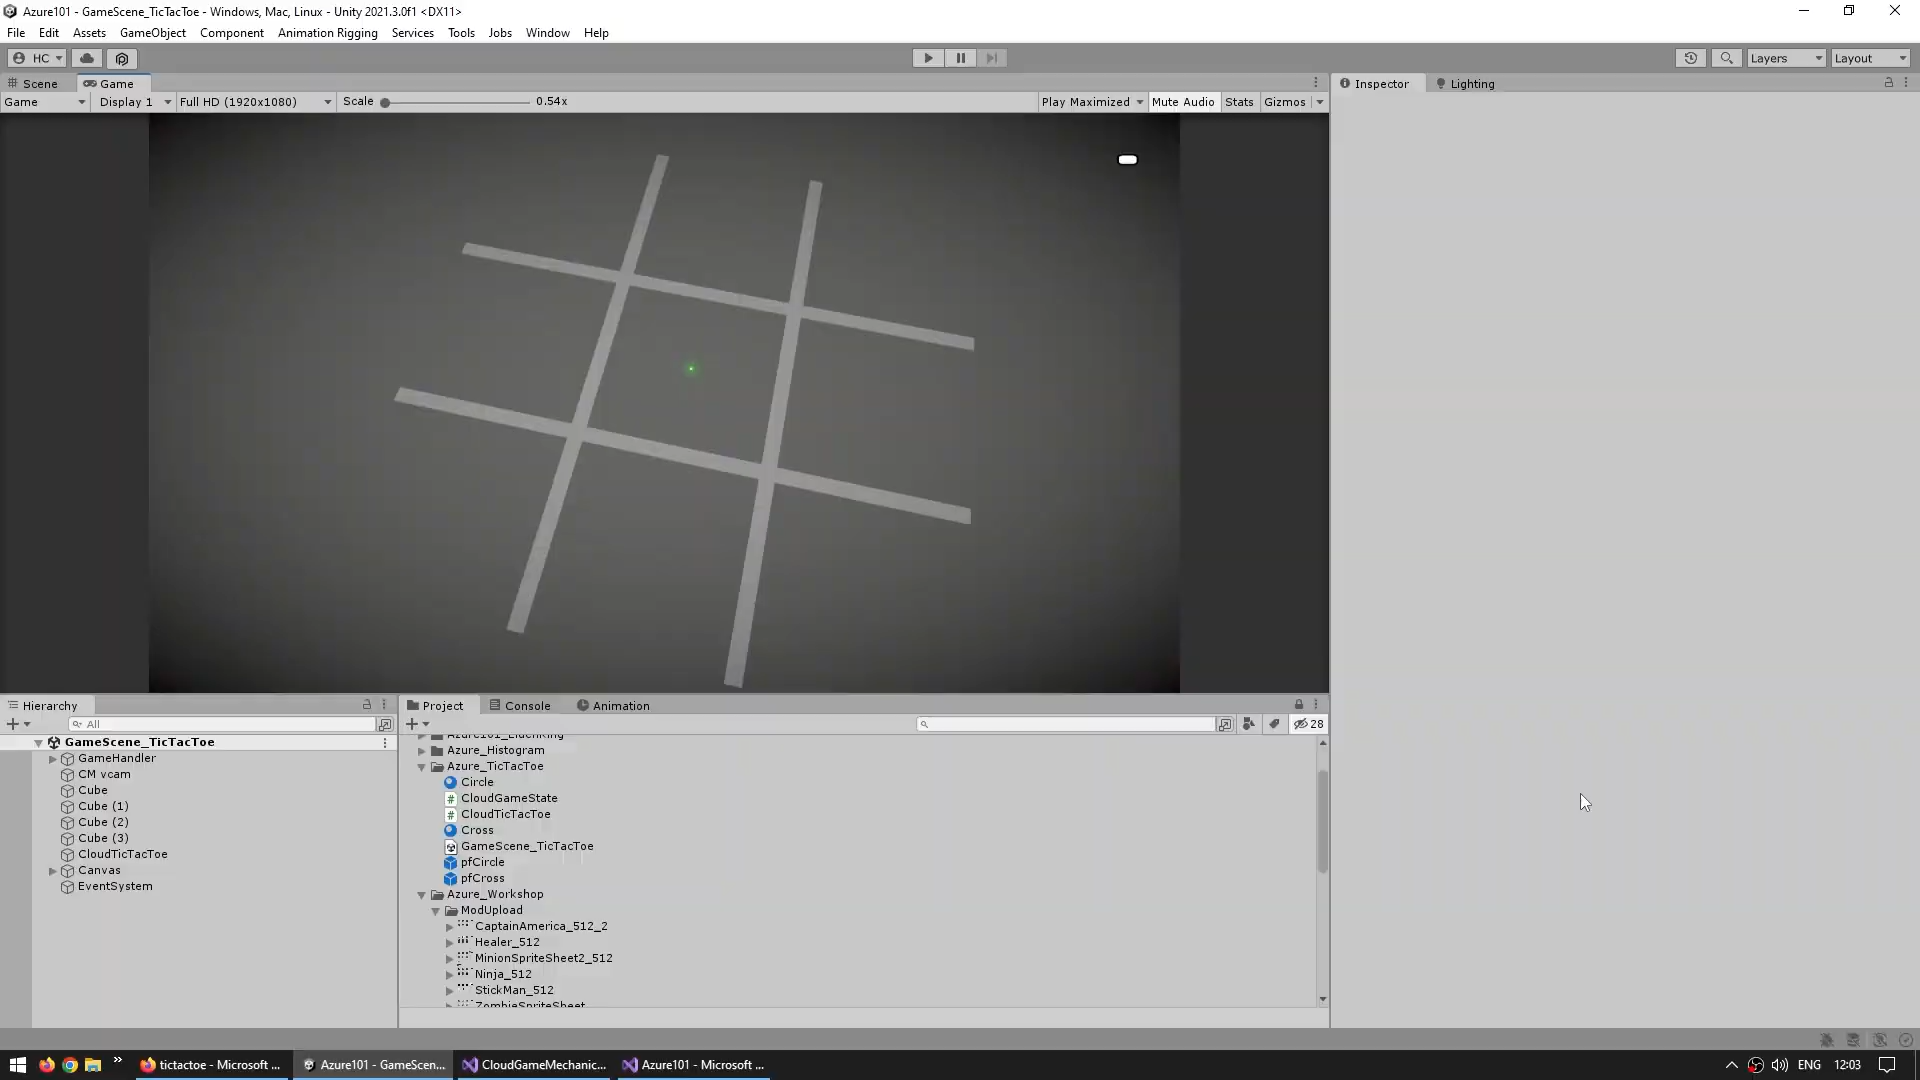 Azure101 - GameScene_TicTacToe - Windows, Mac, Linux - Unity 2021.3.0f1 <DX11>
File Edit Assets GameObject Component Animation Rigging Services Tools Jobs Window Help
HC Layers Layout
Scene Game Inspector Lighting
Game Display 1 Full HD (1920x1080) Scale 0.54x Play Maximized Mute Audio Stats Gizmos
Hierarchy Project Console Animation
All 28
GameScene_TicTacToe
GameHandler
CM vcam
Cube
Cube (1)
Cube (2)
Cube (3)
CloudTicTacToe
Canvas
EventSystem
Azure_Histogram
Azure_TicTacToe
Circle
CloudGameState
CloudTicTacToe
Cross
GameScene_TicTacToe
pfCircle
pfCross
Azure_Workshop
ModUpload
CaptainAmerica_512_2
Healer_512
MinionSpriteSheet2_512
Ninja_512
StickMan_512
ZombieSpriteSheet
tictactoe - Microsoft ... Azure101 - GameScen... CloudGameMechanic... Azure101 - Microsoft ... ENG 12:03